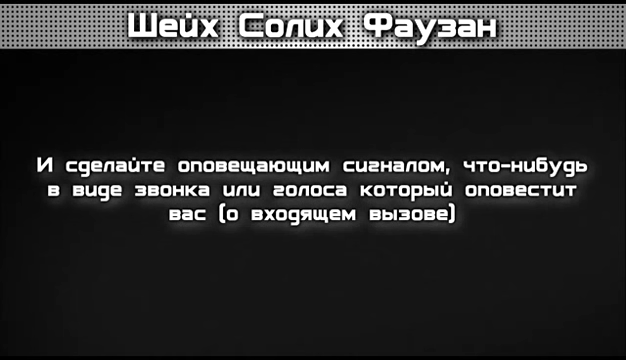 Шейх Солих Фаузан
И сделайте оповещающим сигналом, что-нибудь
в виде звонка или голоса который оповестит
вас (о входящем вызове)